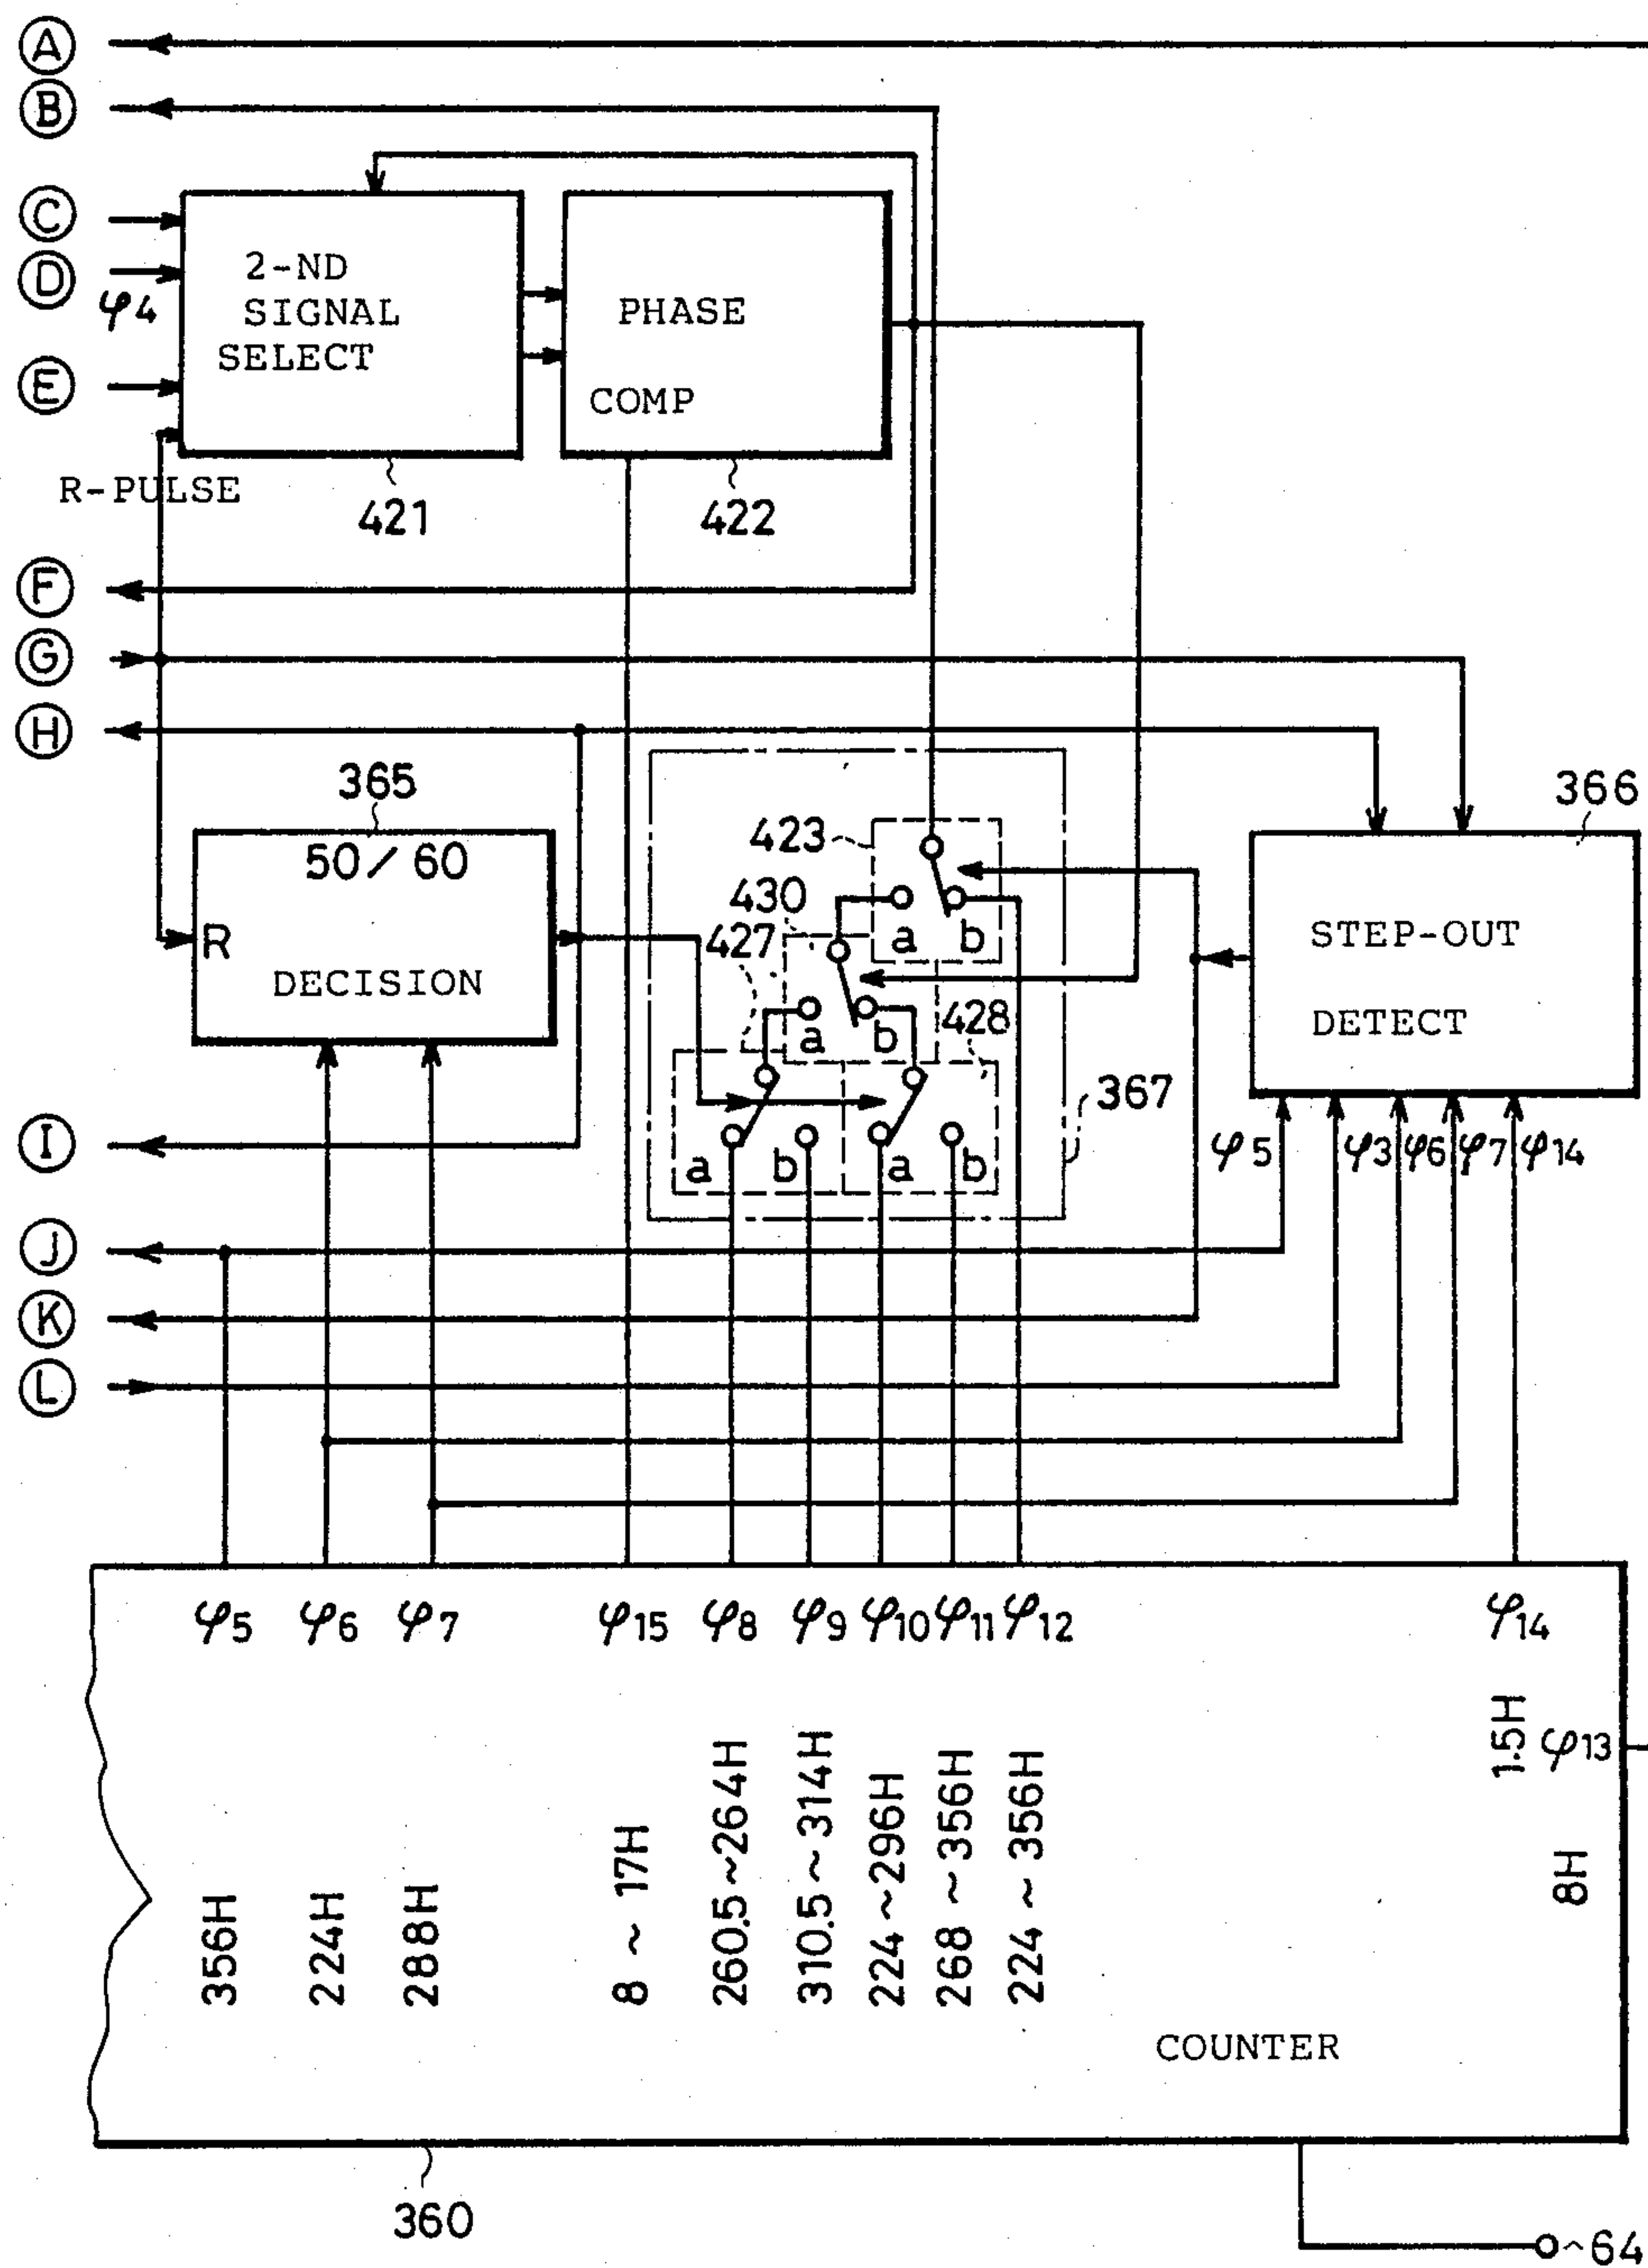 A
B
C
D
φ4
E
2-ND
SIGNAL
SELECT
PHASE
COMP
R-PULSE
421
422
F
G
H
365
50/60
R
DECISION
423
430
427
a b
a b
428
a b
a b
367
366
STEP-OUT
DETECT
I
φ5 φ3 φ6 φ7 φ14
J
K
L
φ5 φ6 φ7 φ15 φ8 φ9 φ10 φ11 φ12 φ14
356H
224H
288H
8 ~ 17H
260.5~264H
310.5~314H
224~296H
268~356H
224~356H
1.5H
φ13
8H
COUNTER
360
64